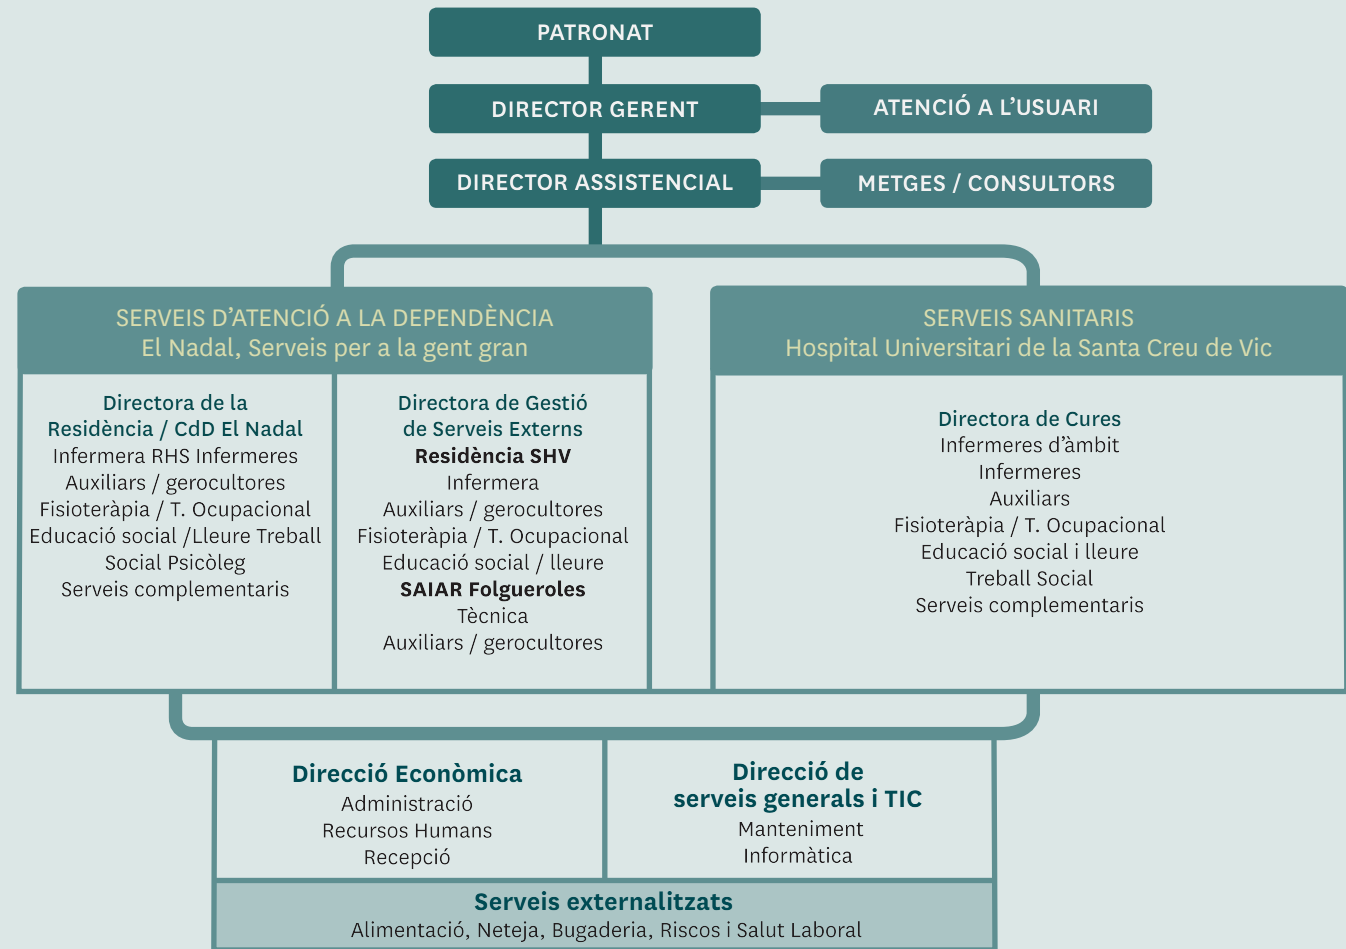 PATRONAT
DIRECTOR GERENT
ATENCIÓ A L'USUARI
DIRECTOR ASSISTENCIAL
METGES / CONSULTORS
SERVEIS D'ATENCIÓ A LA DEPENDÈNCIA
El Nadal, Serveis per a la gent gran
Directora de la
Residència / CdD El Nadal
Infermera RHS Infermeres
Auxiliars / gerocultores
Fisioteràpia / T. Ocupacional
Educació social /Lleure Treball
Social Psicòleg
Serveis complementaris
Directora de Gestió
de Serveis Externs
Residència SHV
Infermera
Auxiliars / gerocultores
Fisioteràpia / T. Ocupacional
Educació social / lleure
SAIAR Folgueroles
Tècnica
Auxiliars / gerocultores
SERVEIS SANITARIS
Hospital Universitari de la Santa Creu de Vic
Directora de Cures
Infermeres d'àmbit
Infermeres
Auxiliars
Fisioteràpia / T. Ocupacional
Educació social i lleure
Treball Social
Serveis complementaris
Direcció Econòmica
Administració
Recursos Humans
Recepció
Direcció de
serveis generals i TIC
Manteniment
Informàtica
Serveis externalitzats
Alimentació, Neteja, Bugaderia, Riscos i Salut Laboral